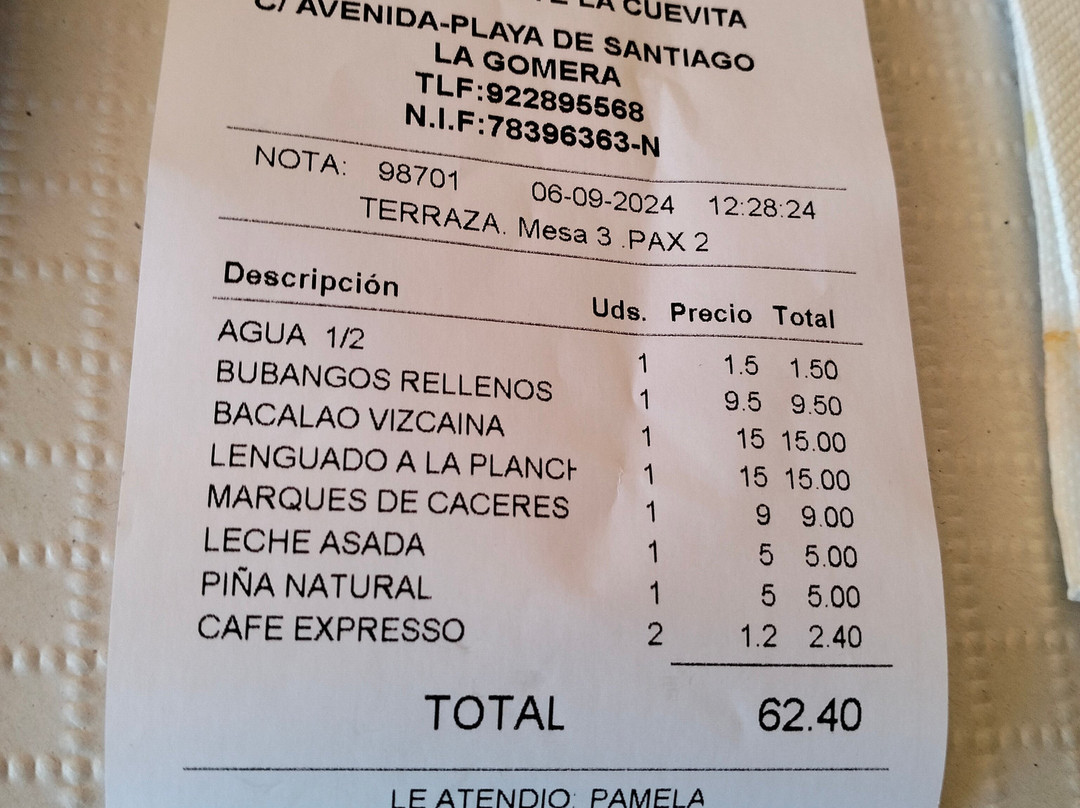 LA CUEVITA
C/ AVENIDA-PLAYA DE SANTIAGO
LA GOMERA
TLF:922895568
N.I.F:78396363-N
NOTA: 98701 06-09-2024 12:28:24
TERRAZA. Mesa 3 .PAX 2
Descripción Uds. Precio Total
AGUA 1/2 1 1.5 1.50
BUBANGOS RELLENOS 1 9.5 9.50
BACALAO VIZCAINA 1 15 15.00
LENGUADO A LA PLANCH 1 15 15.00
MARQUES DE CACERES 1 9 9.00
LECHE ASADA 1 5 5.00
PIÑA NATURAL 1 5 5.00
CAFE EXPRESSO 2 1.2 2.40
TOTAL 62.40
LE ATENDIO: PAMELA